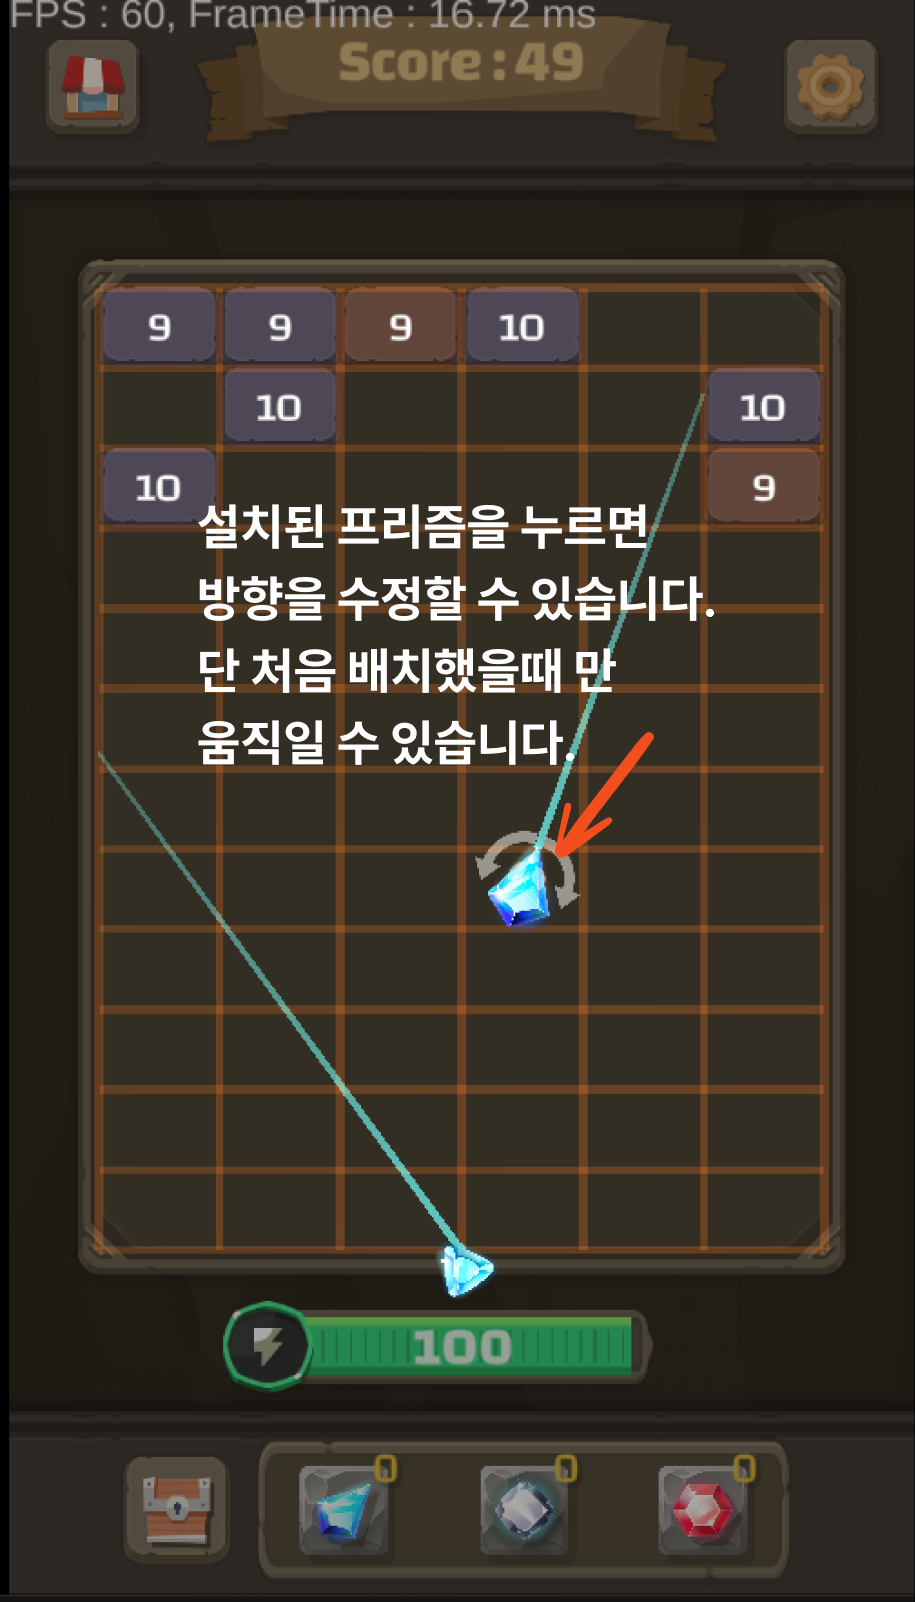 FPS : 60, FrameTime : 16.72 ms
Score : 49
9 9 9 10
10 10
10 9
설치된 프리즘을 누르면
방향을 수정할 수 있습니다.
단 처음 배치했을때 만
움직일 수 있습니다.
100
0 0 0